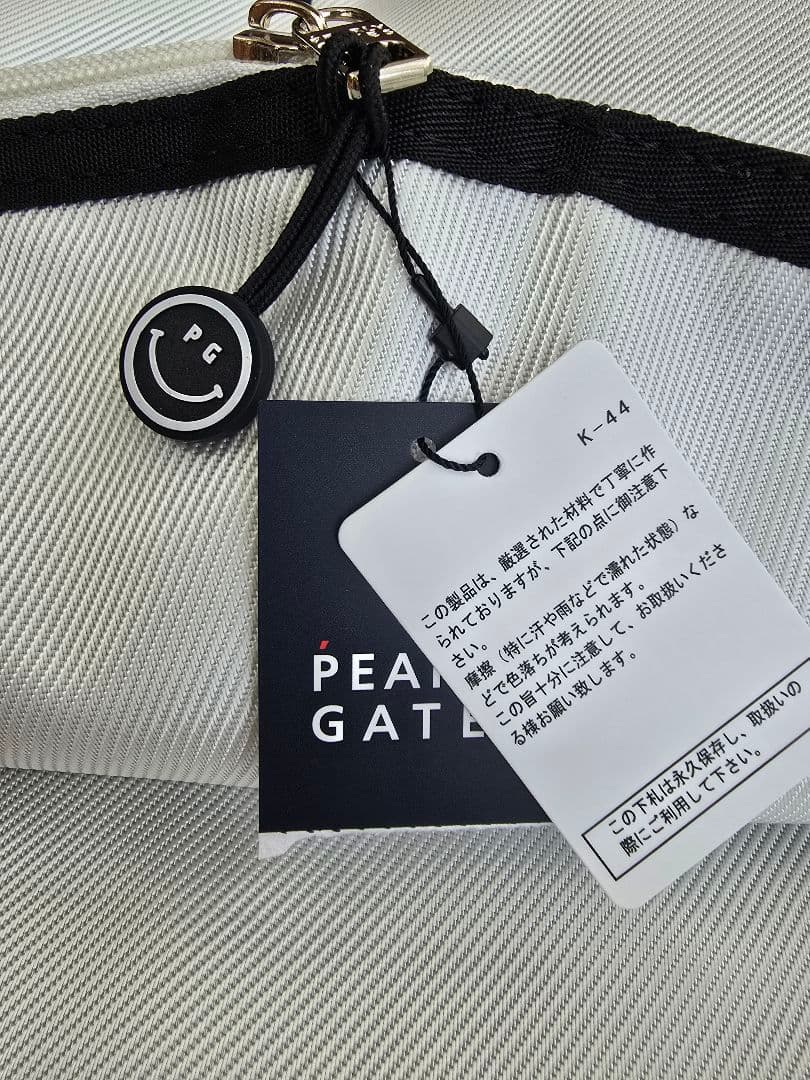 PG
PEAR
GATE
K-44
この製品は、厳選された材料で丁寧に作
られておりますが、下記の点に御注意下
さい。
摩擦（特に汗や雨などで濡れた状態）な
どで色落ちが考えられます。
この旨十分に注意して、お取扱いくださ
る様お願い致します。
この下札は永久保存し、取扱いの
際にご利用して下さい。